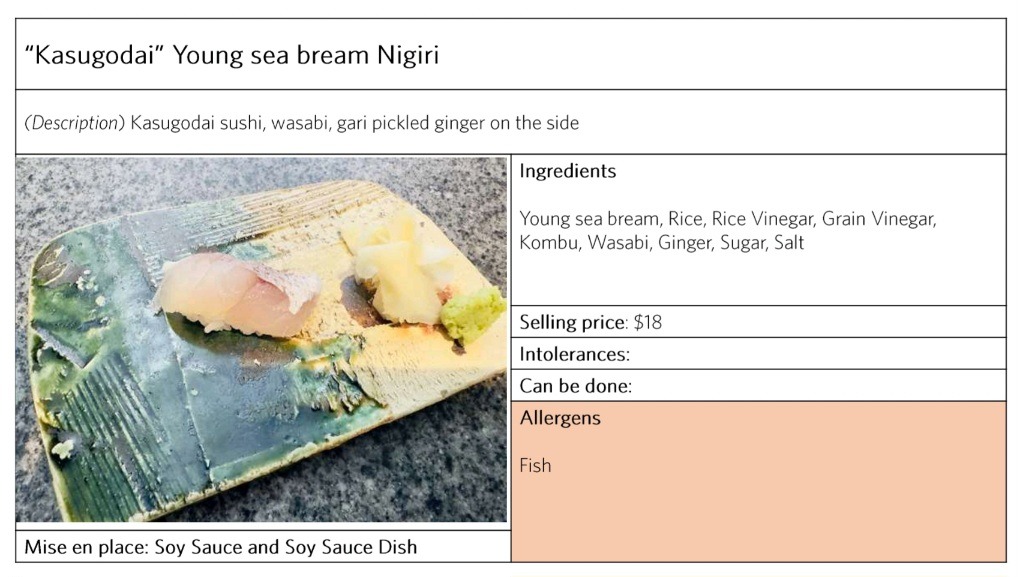 “Kasugodai” Young sea bream Nigiri
(Description) Kasugodai sushi, wasabi, gari pickled ginger on the side
Ingredients
Young sea bream, Rice, Rice Vinegar, Grain Vinegar,
Kombu, Wasabi, Ginger, Sugar, Salt
Selling price: $18
Intolerances:
Can be done:
Allergens
Fish
Mise en place: Soy Sauce and Soy Sauce Dish